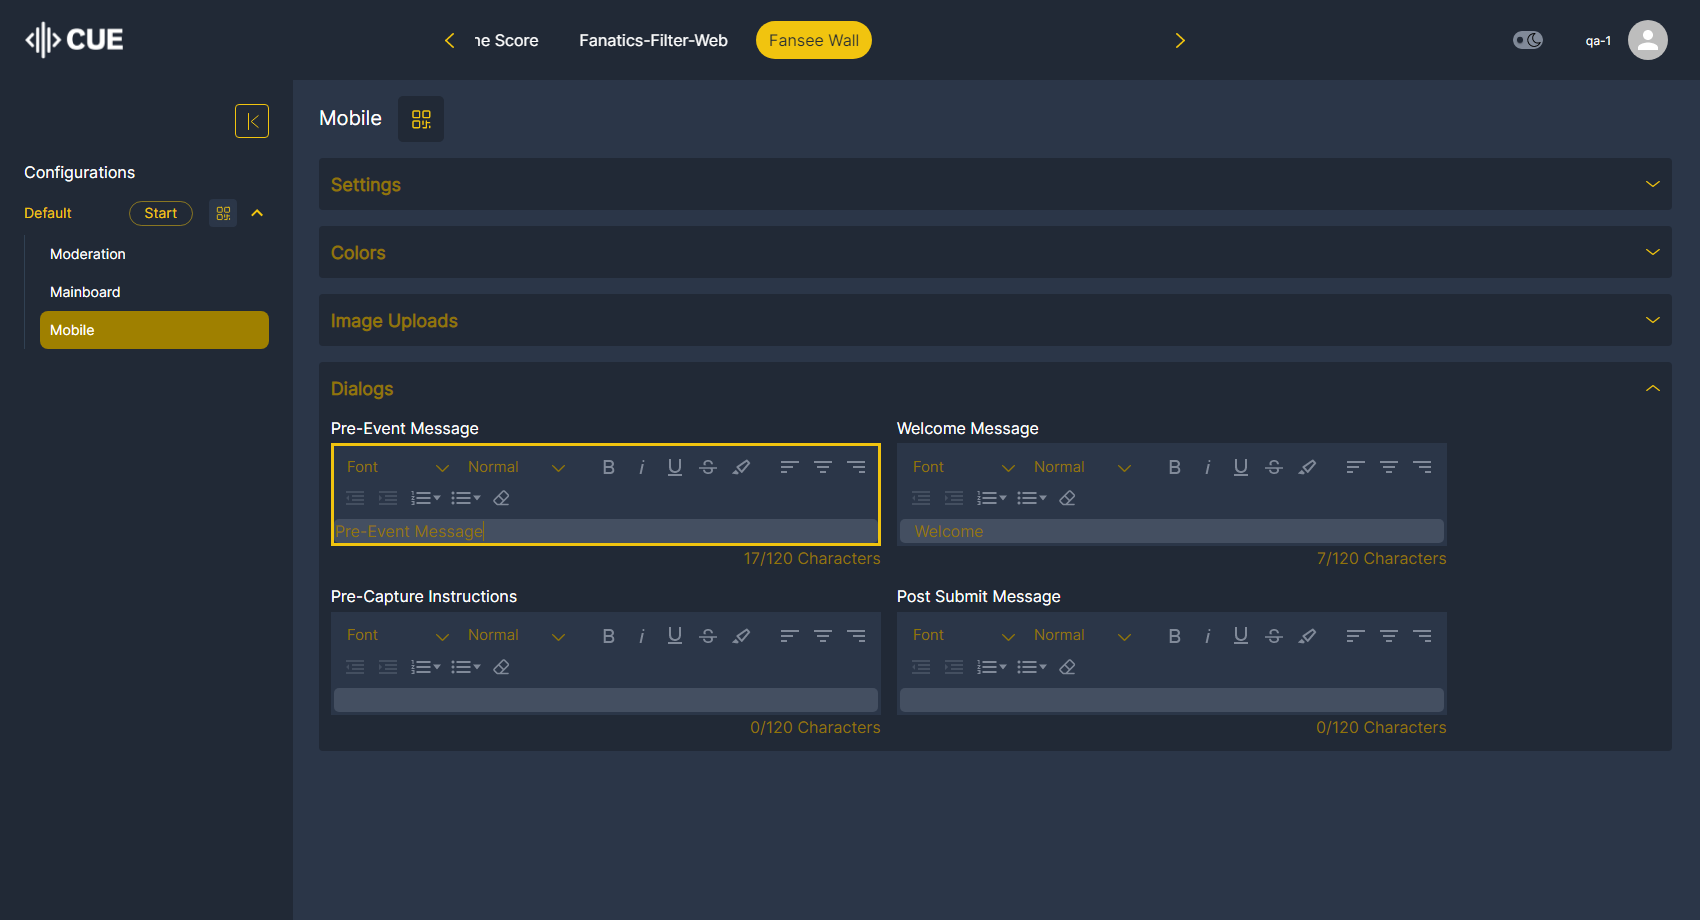 CUE
ne Score
Fanatics-Filter-Web
Fansee Wall
qa-1
Configurations
Default
Start
Moderation
Mainboard
Mobile
Mobile
Settings
Colors
Image Uploads
Dialogs
Pre-Event Message
Font
Normal
B
i
U
S
Pre-Event Message
17/120 Characters
Welcome Message
Font
Normal
B
i
U
S
Welcome
7/120 Characters
Pre-Capture Instructions
Font
Normal
B
i
U
S
0/120 Characters
Post Submit Message
Font
Normal
B
i
U
S
0/120 Characters